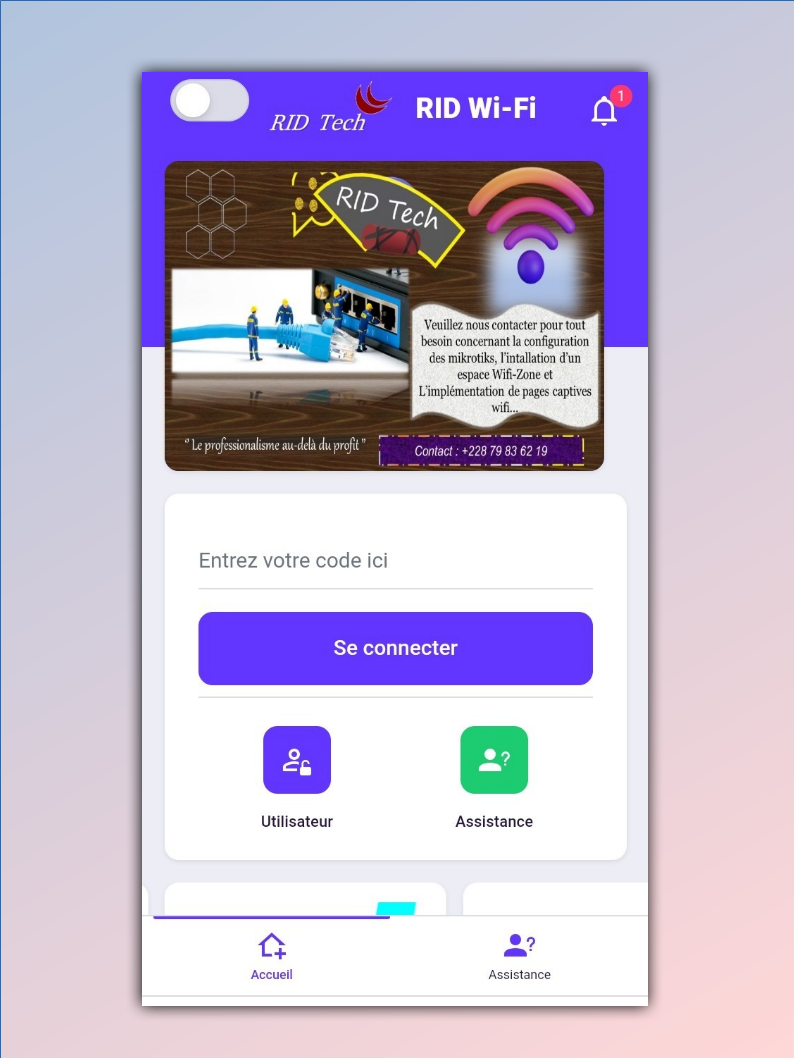 1
RID Tech
RID Wi-Fi
RID Tech
Veuillez nous contacter pour tout
besoin concernant la configuration
des mikrotiks, l'intallation d'un
espace Wifi-Zone et
L'implémentation de pages captives
wifi...
" Le professionalisme au-delà du profit "
Contact : +228 79 83 62 19
Entrez votre code ici
Se connecter
?
Utilisateur
Assistance
?
Accueil
Assistance